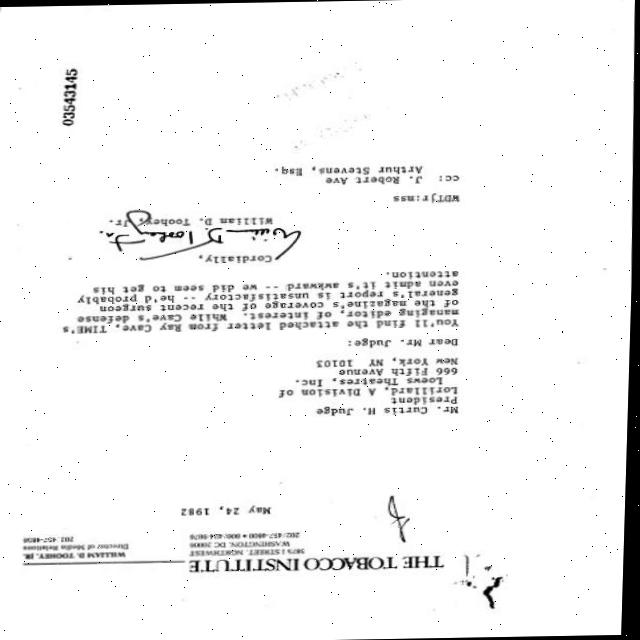 THE TOBACCO INSTITUTE
1875 I STREET, NORTHWEST
WASHINGTON, DC 20006
202/457-4800 • 800/424-9876
WILLIAM D. TOOHEY, JR.
Director of Media Relations
202/457-4856
May 24, 1982
Mr. Curtis H. Judge
President
Lorillard, A Division of
Loews Theatres, Inc.
666 Fifth Avenue
New York, NY 10103
Dear Mr. Judge:
You'll find the attached letter from Ray Cave, TIME's
managing editor, of interest. While Cave's defense
of the magazine's coverage of the recent surgeon
general's report is unsatisfactory -- he'd probably
even admit it's awkward -- we did seem to get his
attention.
Cordially,
William D. Toohey, Jr.
WDTjr:nss
cc: J. Robert Ave
Arthur Stevens, Esq.
03543145